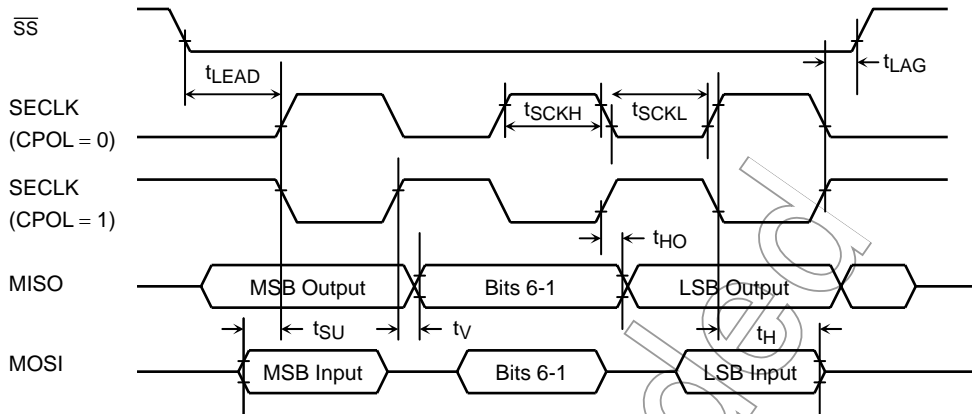 SS
tLEAD
tLAG
SECLK
(CPOL = 0)
tSCKH
tSCKL
SECLK
(CPOL = 1)
tHO
MISO
MSB Output
Bits 6-1
LSB Output
tSU
tV
tH
MOSI
MSB Input
Bits 6-1
LSB Input